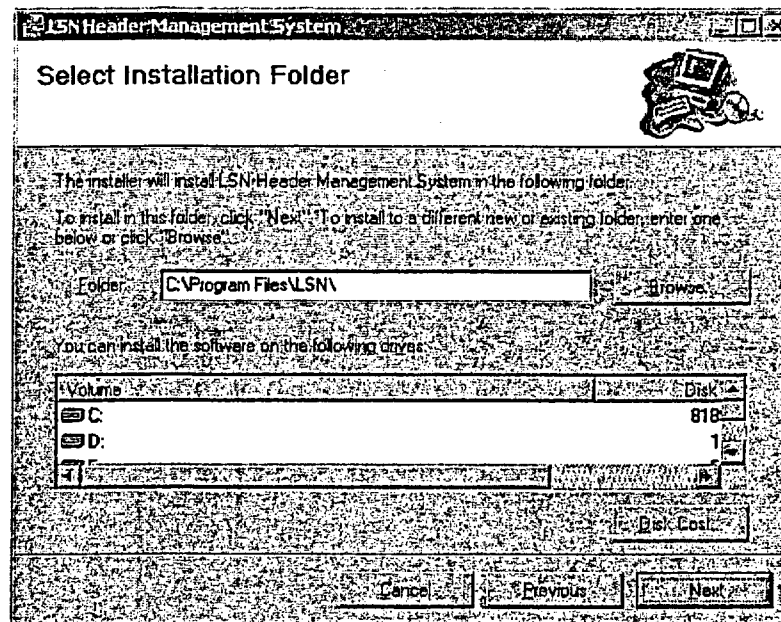 LSN Header Management System
Select Installation Folder
The installer will install LSN Header Management System in the following folder.
To install in this folder, click "Next". To install to a different new or existing folder, enter one
below or click "Browse".
Folder: C:\Program Files\LSN\ Browse...
You can install the software on the following drives:
Volume Disk
C: 818
D: 1
Disk Cost...
Cancel Previous Next >